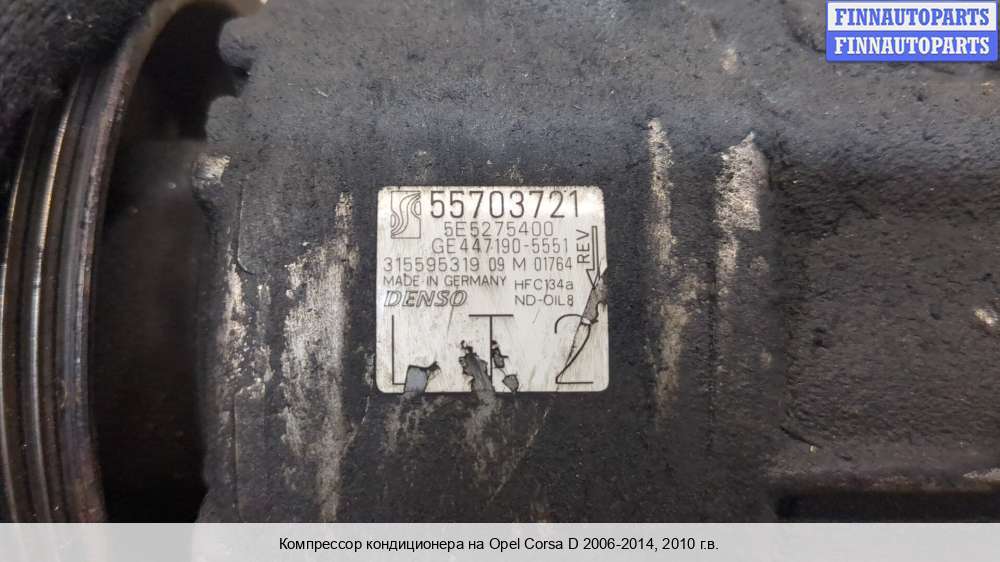 FINNAUTOPARTS
FINNAUTOPARTS
55703721
5E5275400
GE447190-5551
315595319 09 M 01764
REV
MADE IN GERMANY
HFC134a
DENSO
ND-OIL8
LT2
Компрессор кондиционера на Opel Corsa D 2006-2014, 2010 г.в.